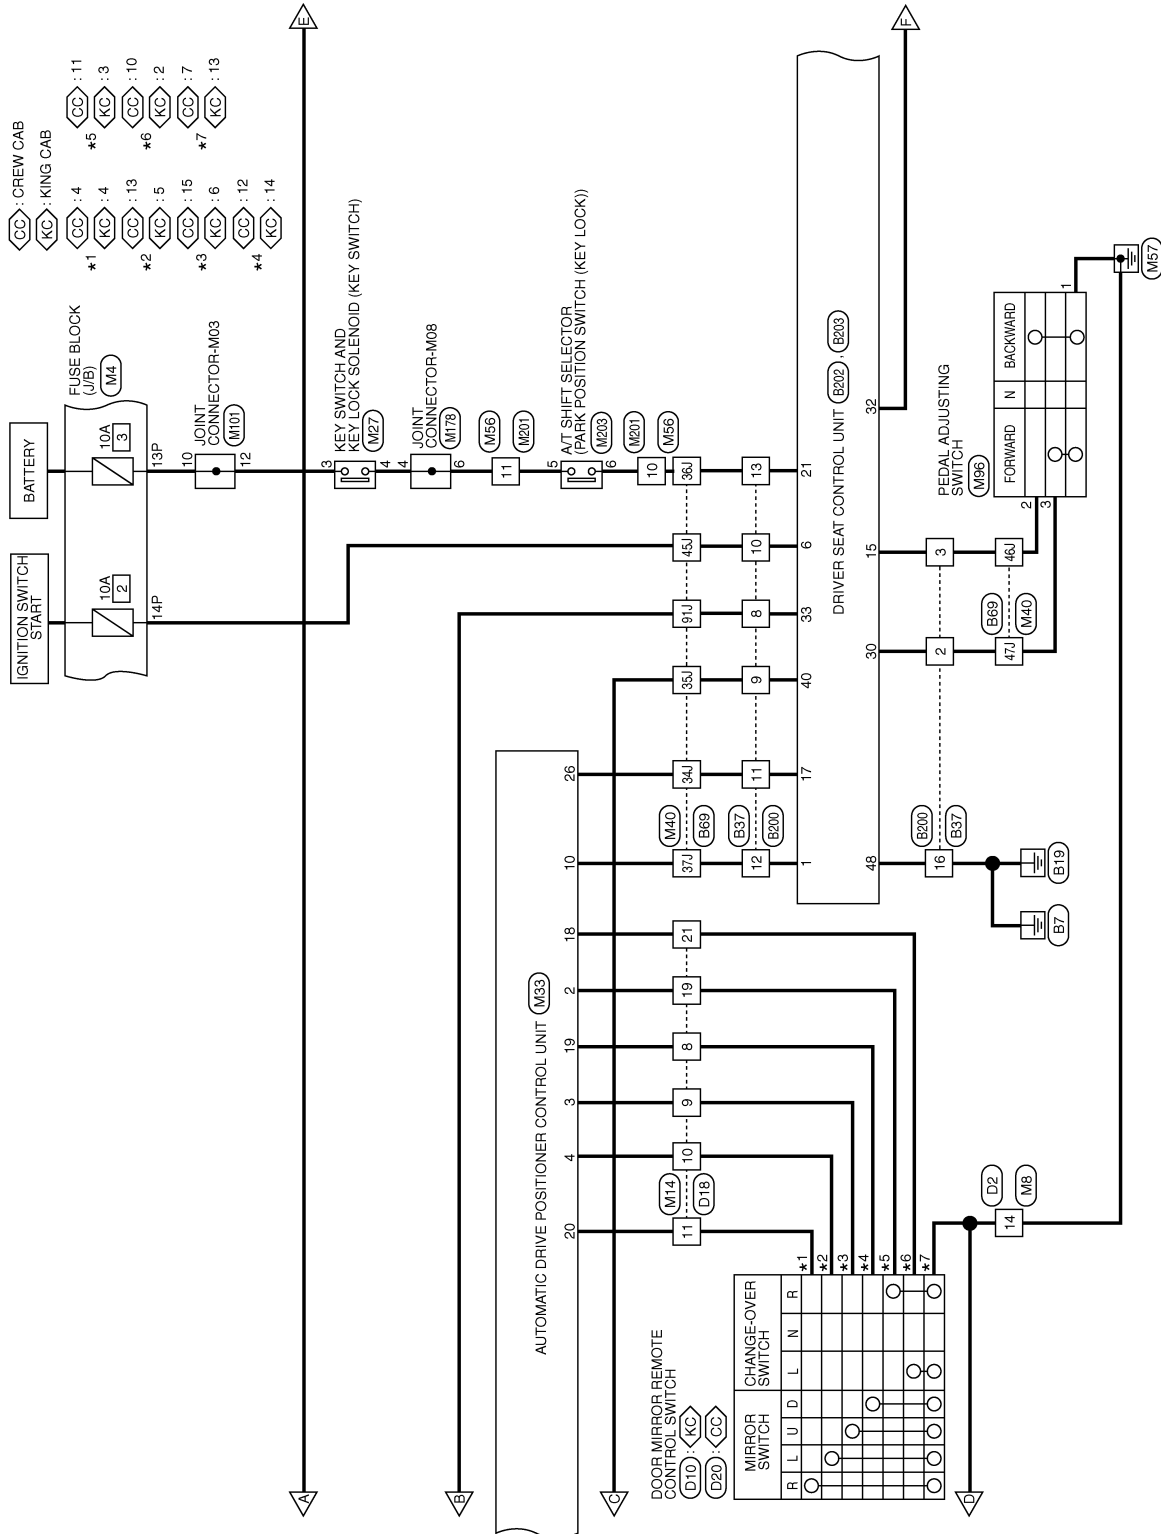 CC : CREW CAB
KC : KING CAB
*1 CC : 4
KC : 4
*2 CC : 13
KC : 5
*3 CC : 15
KC : 6
*4 CC : 12
KC : 14
*5 CC : 11
KC : 3
*6 CC : 10
KC : 2
*7 CC : 7
KC : 13
IGNITION SWITCH
START
BATTERY
FUSE BLOCK
(J/B)
M4
10A
2
10A
3
14P
13P
10
JOINT
CONNECTOR-M03
M101
12
A
E
3
KEY SWITCH AND
KEY LOCK SOLENOID (KEY SWITCH)
M27
4
4
JOINT
CONNECTOR-M08
M178
6
B
11
M56
M201
5
A/T SHIFT SELECTOR
(PARK POSITION SWITCH (KEY LOCK))
M203
6
10
M201
M56
C
AUTOMATIC DRIVE POSITIONER CONTROL UNIT M33
20
4
3
19
2
18
10
26
11
M14
D18
10
9
8
19
21
37J
M40
B69
34J
35J
91J
45J
36J
12
B37
B200
11
9
8
10
13
1
17
40
33
6
21
DRIVER SEAT CONTROL UNIT B202 , B203
48
30
15
32
F
DOOR MIRROR REMOTE
CONTROL SWITCH
D10 : KC
D20 : CC
MIRROR
SWITCH
CHANGE-OVER
SWITCH
R L U D L N R
*1
*2
*3
*4
*5
*6
*7
16
B200
B37
2
3
B7
B19
47J
B69
M40
46J
PEDAL ADJUSTING
SWITCH
M96
2
3
FORWARD N BACKWARD
1
D
14
D2
M8
M57